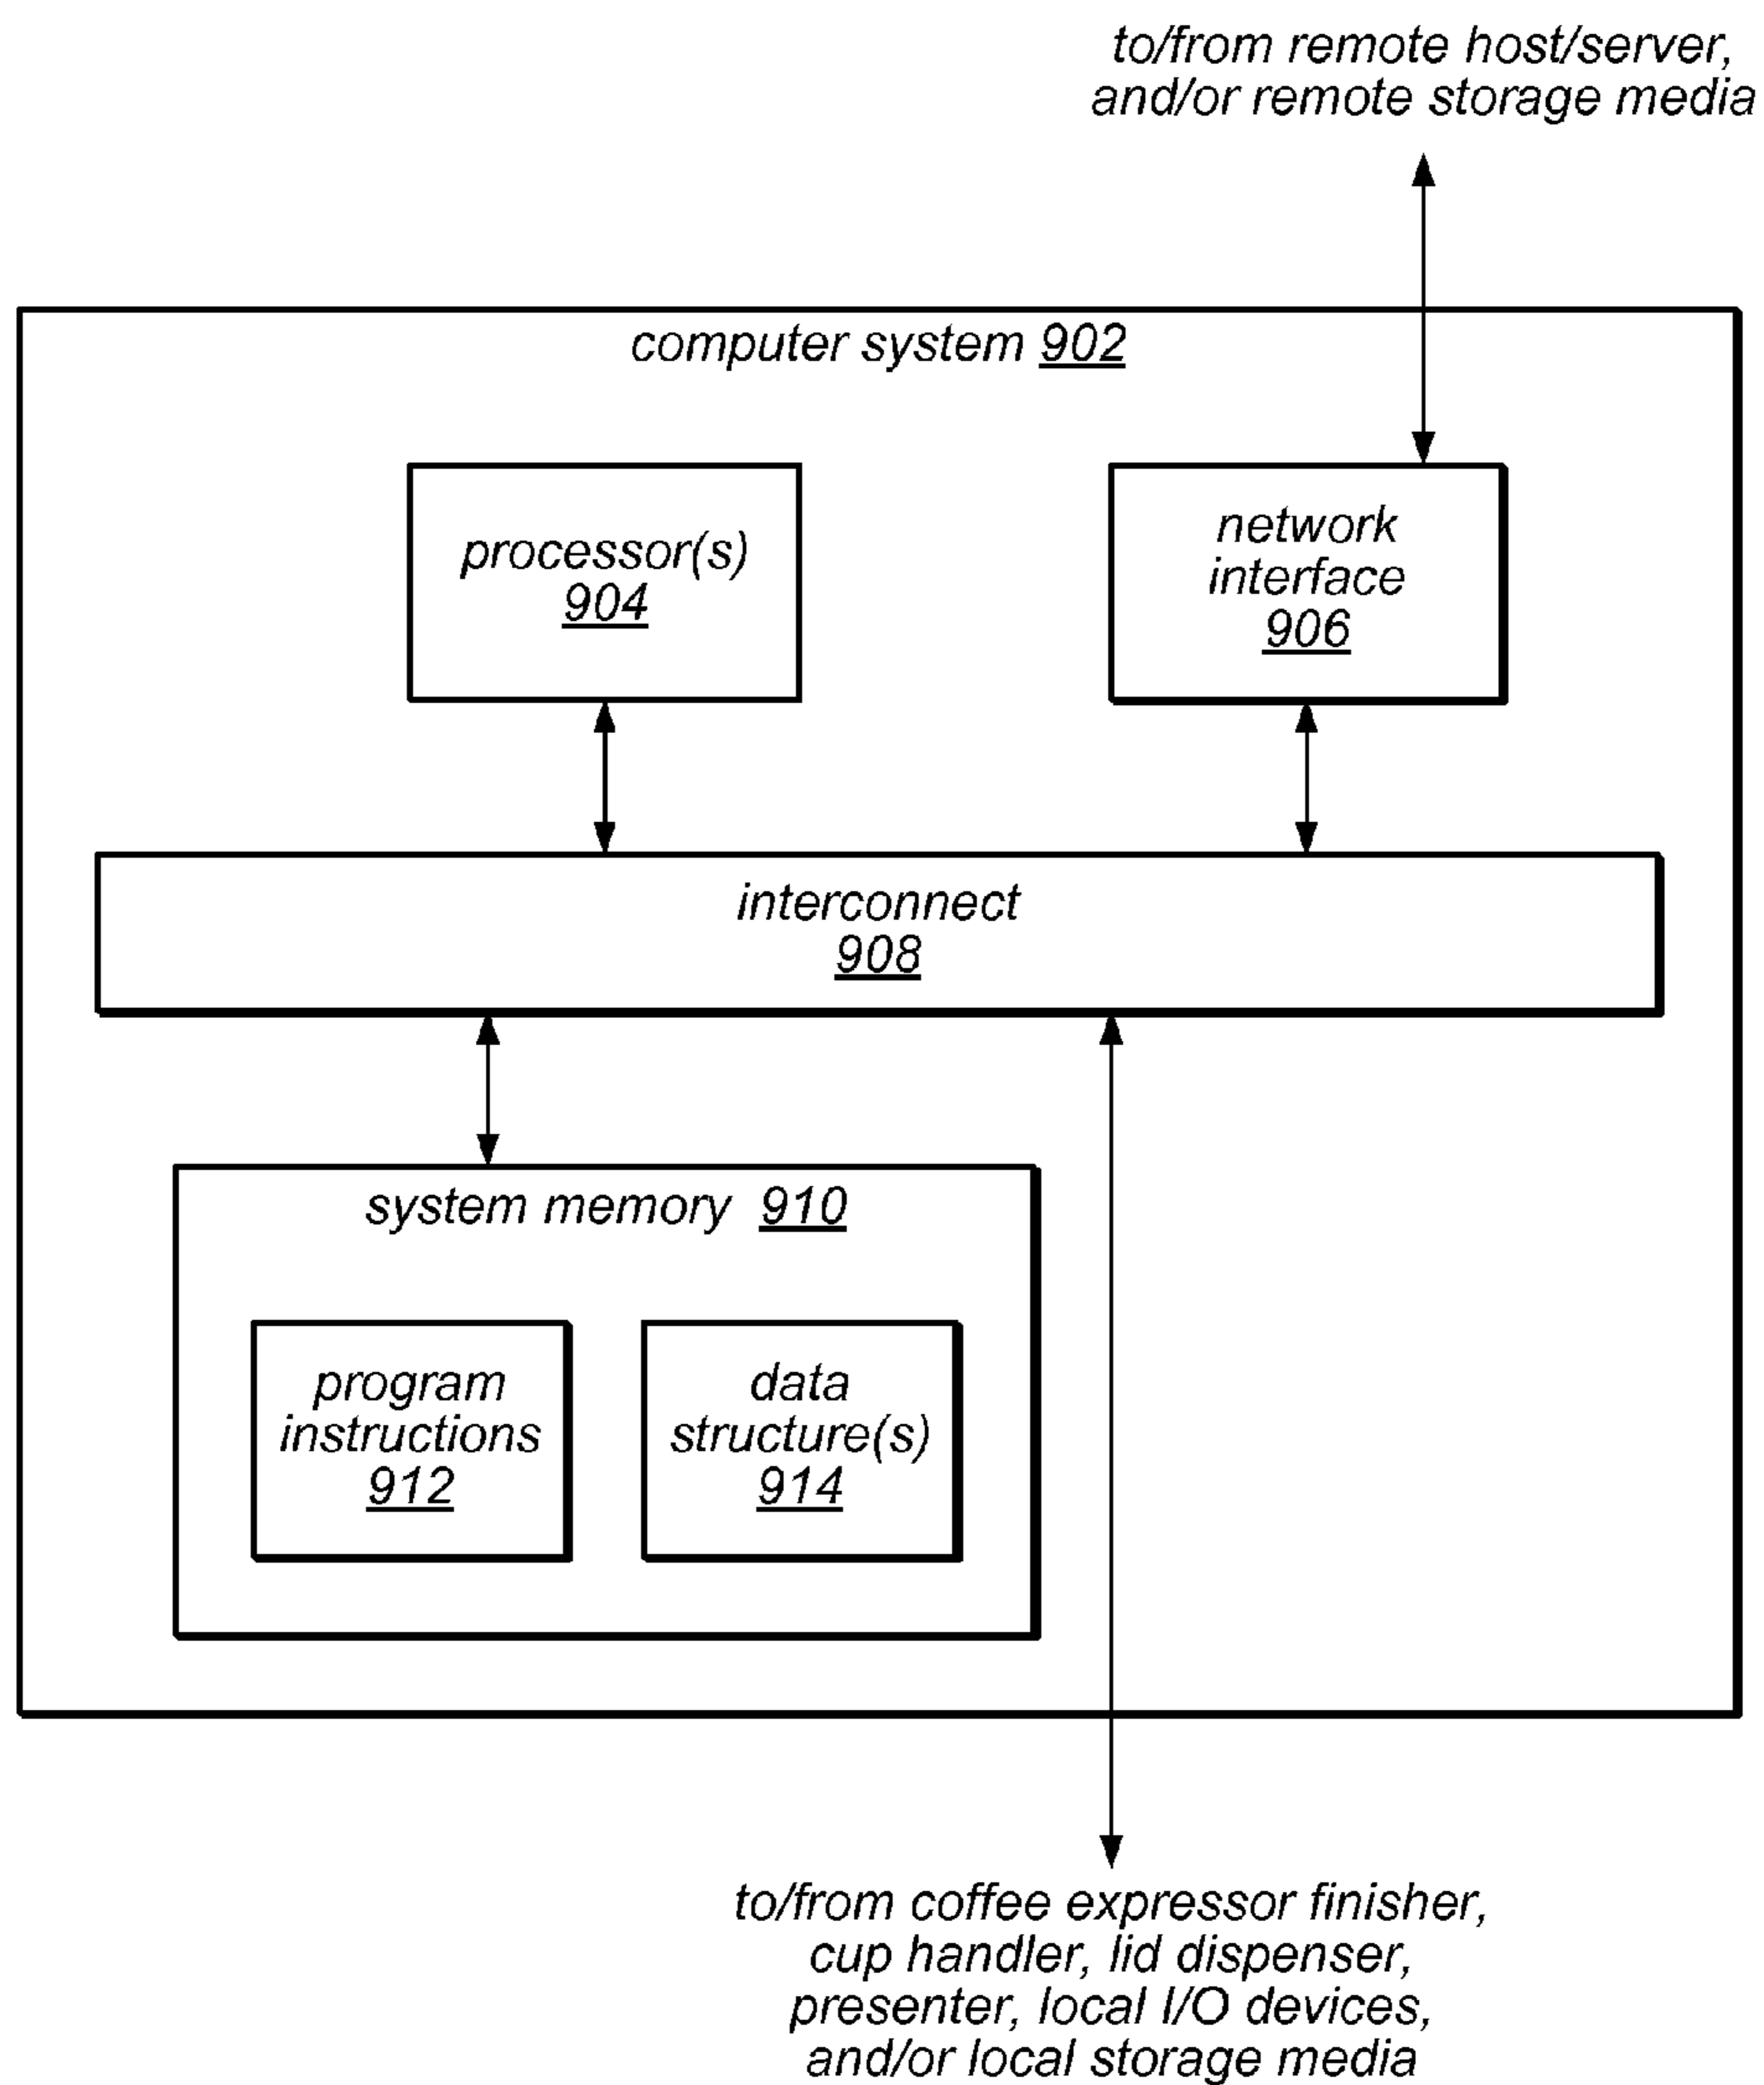 to/from remote host/server,
and/or remote storage media
computer system 902
processor(s)
904
network
interface
906
interconnect
908
system memory 910
program
instructions
912
data
structure(s)
914
to/from coffee expressor finisher,
cup handler, lid dispenser,
presenter, local I/O devices,
and/or local storage media